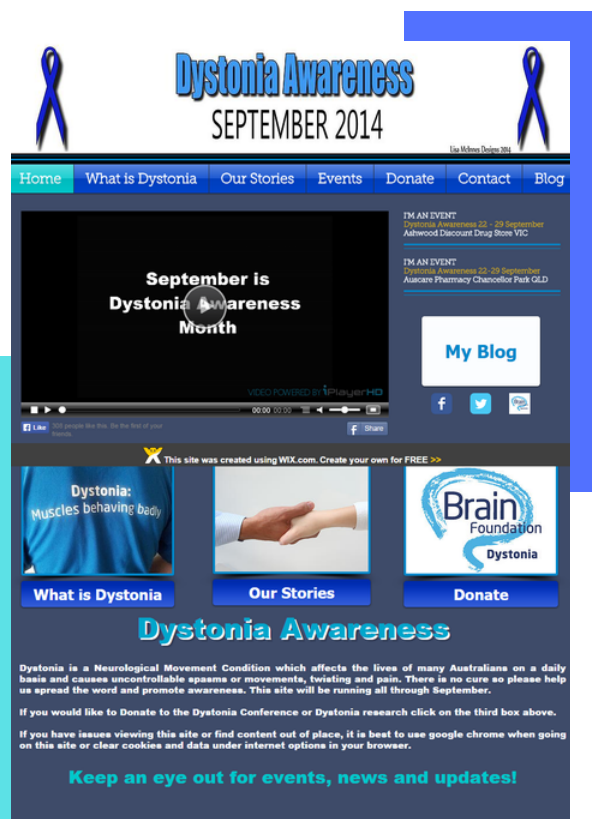 Dystonia Awareness
SEPTEMBER 2014
Lisa McInnes Designs 2014
Home What is Dystonia Our Stories Events Donate Contact Blog
September is
Dystonia Awareness
Month
VIDEO POWERED BY iPlayerHD
00:00 00:00
Like 305 people like this. Be the first of your
friends.
Share
I'M AN EVENT
Dystonia Awareness 22 - 29 September
Ashwood Discount Drug Store VIC
I'M AN EVENT
Dystonia Awareness 22-29 September
Auscare Pharmacy Chancellor Park QLD
My Blog
This site was created using WIX.com. Create your own for FREE >>
Dystonia:
Muscles behaving badly
Brain
Foundation
Dystonia
What is Dystonia
Our Stories
Donate
Dystonia Awareness
Dystonia is a Neurological Movement Condition which affects the lives of many Australians on a daily
basis and causes uncontrollable spasms or movements, twisting and pain. There is no cure so please help
us spread the word and promote awareness. This site will be running all through September.
If you would like to Donate to the Dystonia Conference or Dystonia research click on the third box above.
If you have issues viewing this site or find content out of place, it is best to use google chrome when going
on this site or clear cookies and data under internet options in your browser.
Keep an eye out for events, news and updates!